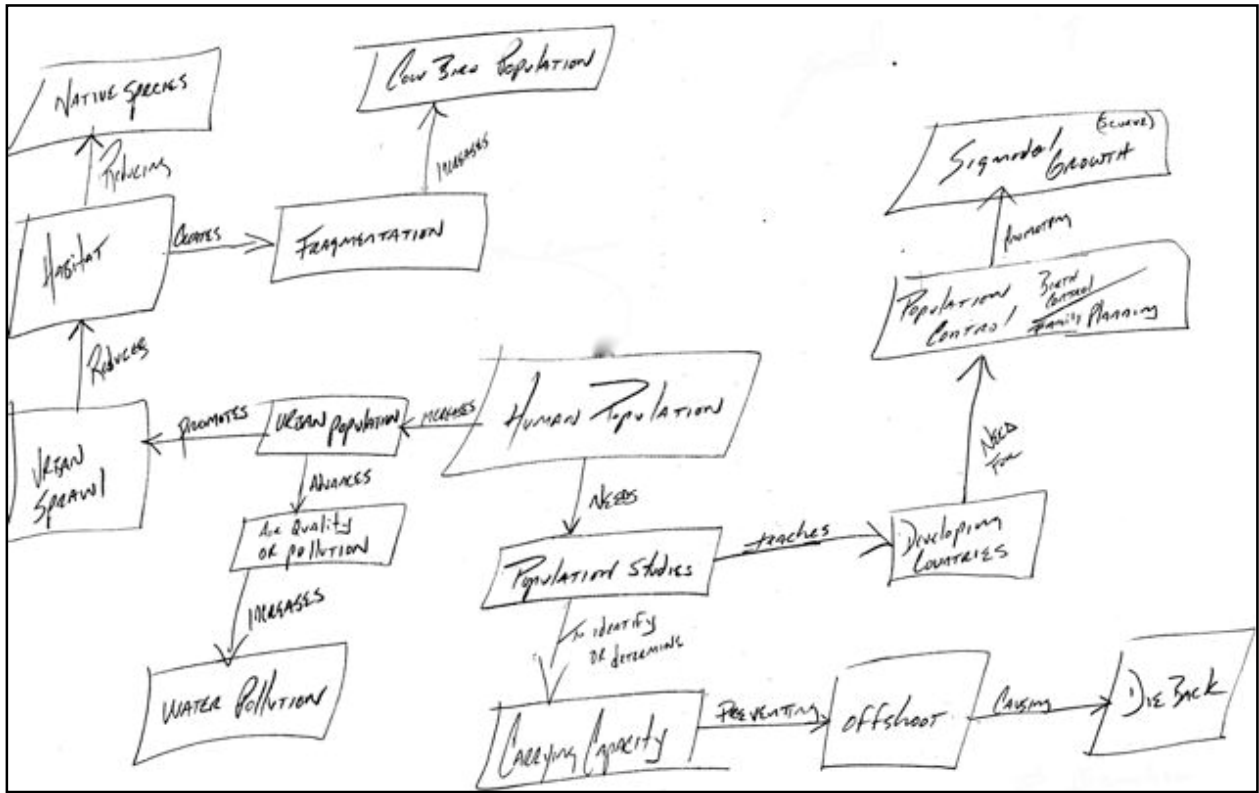 Native Species
Cow Bird Population
(Scurve)
Sigmodel
Growth
Reducing
Increases
Promoting
Habitat
Creates
Fragmentation
Population
Control
Birth
Control
Family Planning
Reduces
Need
For
Urban
Sprawl
Promotes
Urban Population
Increases
Human Population
Advances
Needs
Air Quality
or pollution
Population Studies
teaches
Developing
Countries
Increases
To identify
or determine
Water Pollution
Carrying Capacity
Preventing
Offshoot
Causing
Die Back